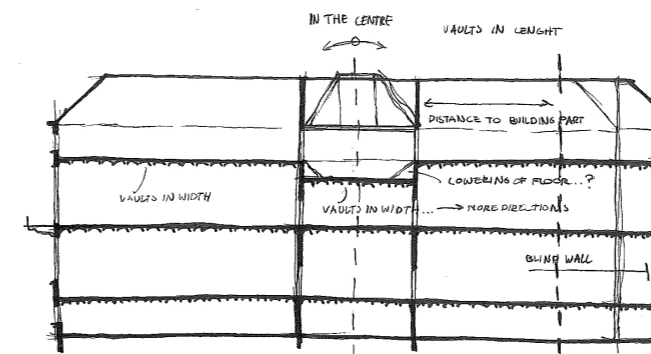 IN THE CENTRE
VAULTS IN LENGHT
DISTANCE TO BUILDING PART
LOWERING OF FLOOR...?
VAULTS IN WIDTH
VAULTS IN WIDTH... → MORE DIRECTIONS
BLIND WALL